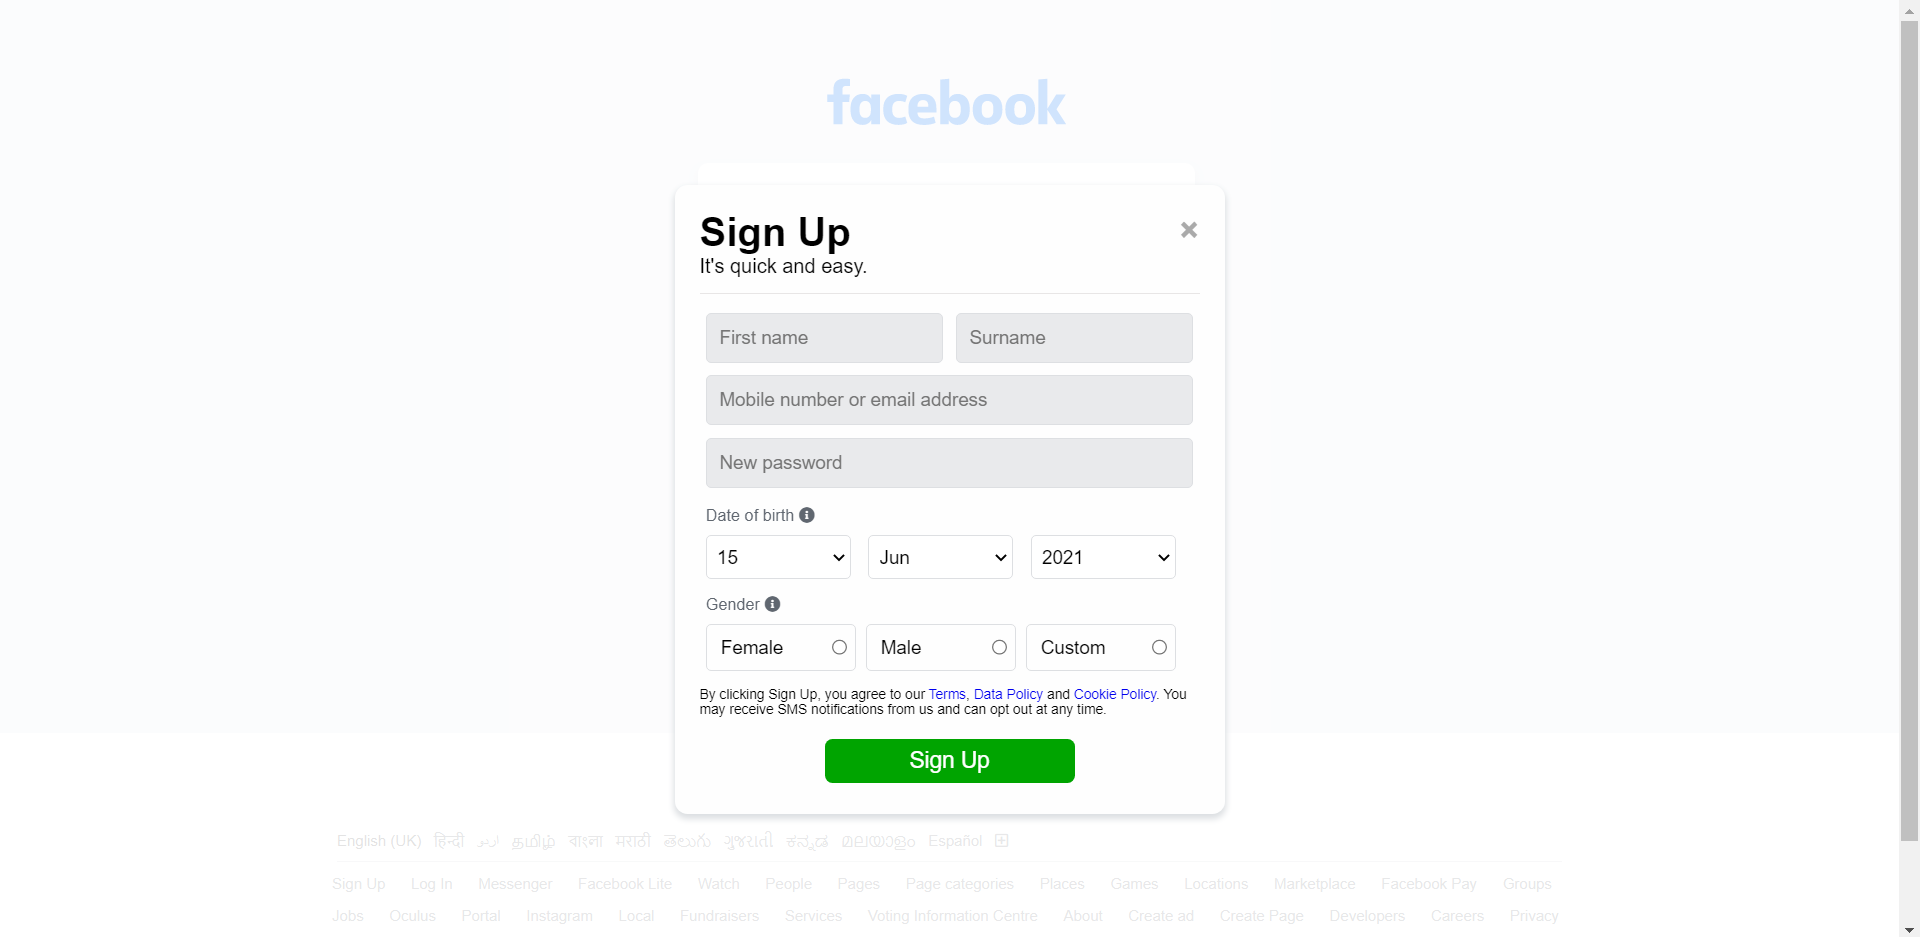 facebook
Sign Up
It's quick and easy.
First name Surname
Mobile number or email address
New password
Date of birth
15 Jun 2021
Gender
Female Male Custom
By clicking Sign Up, you agree to our Terms, Data Policy and Cookie Policy. You
may receive SMS notifications from us and can opt out at any time.
Sign Up
English (UK) हिन्दी اردو தமிழ் বাংলা मराठी తెలుగు ગુજરાતી ಕನ್ನಡ മലയാളം Español
Sign Up Log In Messenger Facebook Lite Watch People Pages Page categories Places Games Locations Marketplace Facebook Pay Groups
Jobs Oculus Portal Instagram Local Fundraisers Services Voting Information Centre About Create ad Create Page Developers Careers Privacy